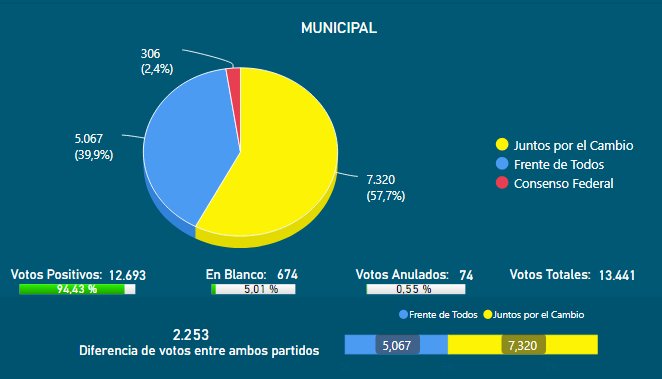 MUNICIPAL
306
(2,4%)
5.067
(39,9%)
7.320
(57,7%)
Juntos por el Cambio
Frente de Todos
Consenso Federal
Votos Positivos: 12.693
94,43 %
En Blanco: 674
5,01 %
Votos Anulados: 74
0,55 %
Votos Totales: 13.441
2.253
Diferencia de votos entre ambos partidos
Frente de Todos Juntos por el Cambio
5,067 7,320